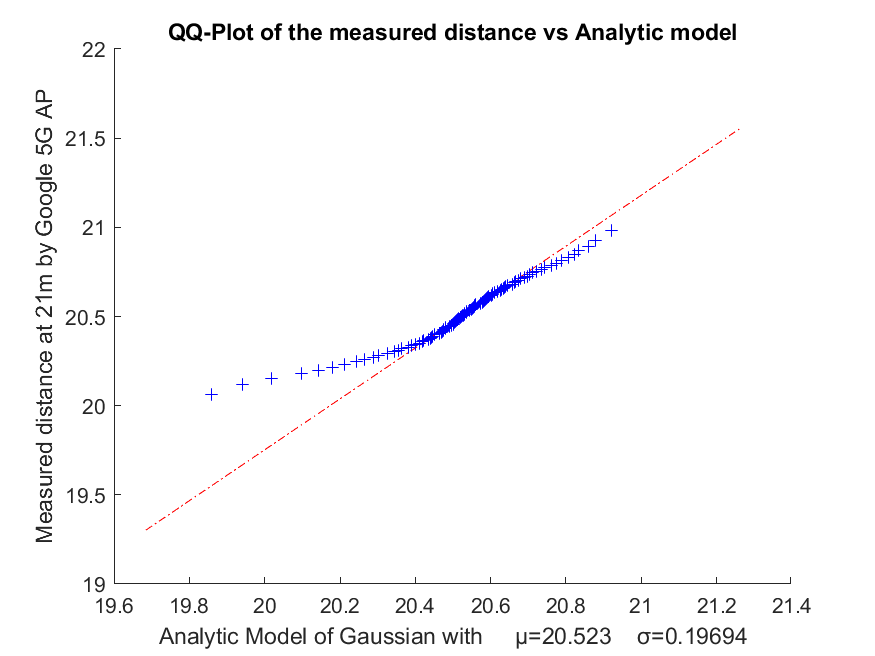 QQ-Plot of the measured distance vs Analytic model
Measured distance at 21m by Google 5G AP
22
21.5
21
20.5
20
19.5
19
19.6 19.8 20 20.2 20.4 20.6 20.8 21 21.2 21.4
Analytic Model of Gaussian with μ=20.523 σ=0.19694